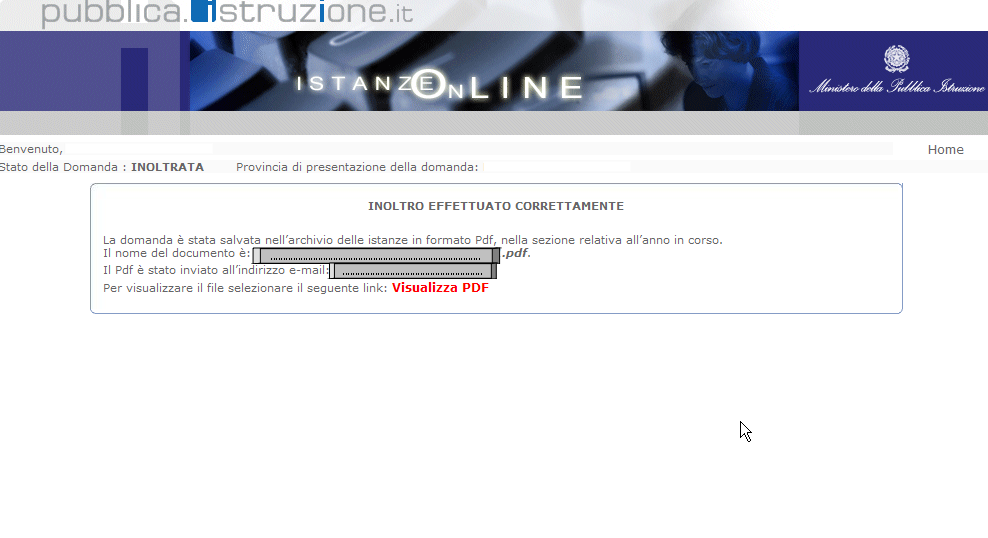 pubblica.istruzione.it
ISTANZE ONLINE
Ministero della Pubblica Istruzione
Benvenuto,
Home
Stato della Domanda : INOLTRATA Provincia di presentazione della domanda:
INOLTRO EFFETTUATO CORRETTAMENTE
La domanda è stata salvata nell’archivio delle istanze in formato Pdf, nella sezione relativa all’anno in corso.
Il nome del documento è: .pdf.
Il Pdf è stato inviato all’indirizzo e-mail:
Per visualizzare il file selezionare il seguente link: Visualizza PDF